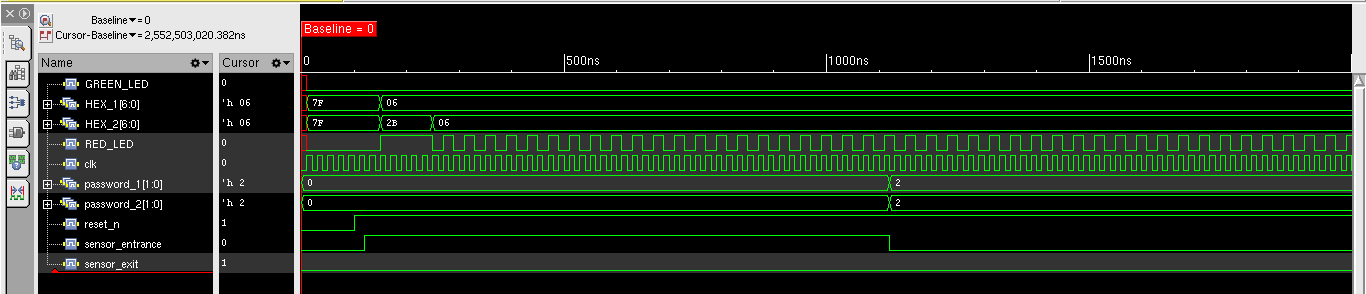 Baseline▼= 0
Cursor-Baseline▼= 2,552,503,020.382ns
Baseline = 0
Name Cursor 0 500ns 1000ns 1500ns
GREEN_LED 0
HEX_1[6:0] 'h 06 7F 06
HEX_2[6:0] 'h 06 7F 2B 06
RED_LED 0
clk 0
password_1[1:0] 'h 2 0 2
password_2[1:0] 'h 2 0 2
reset_n 1
sensor_entrance 0
sensor_exit 1